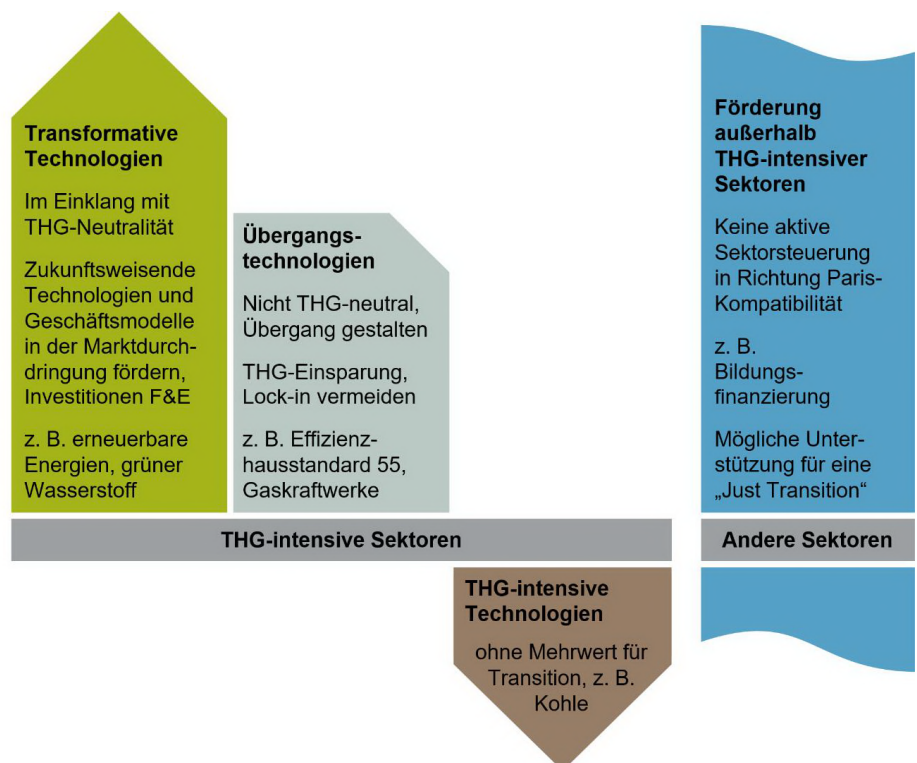 Transformative
Technologien
Im Einklang mit
THG-Neutralität
Zukunftsweisende
Technologien und
Geschäftsmodelle
in der Marktdurch-
dringung fördern,
Investitionen F&E
z. B. erneuerbare
Energien, grüner
Wasserstoff
Übergangs-
technologien
Nicht THG-neutral,
Übergang gestalten
THG-Einsparung,
Lock-in vermeiden
z. B. Effizienz-
hausstandard 55,
Gaskraftwerke
THG-intensive Sektoren
THG-intensive
Technologien
ohne Mehrwert für
Transition, z. B.
Kohle
Förderung
außerhalb
THG-intensiver
Sektoren
Keine aktive
Sektorsteuerung
in Richtung Paris-
Kompatibilität
z. B.
Bildungs-
finanzierung
Mögliche Unter-
stützung für eine
„Just Transition“
Andere Sektoren